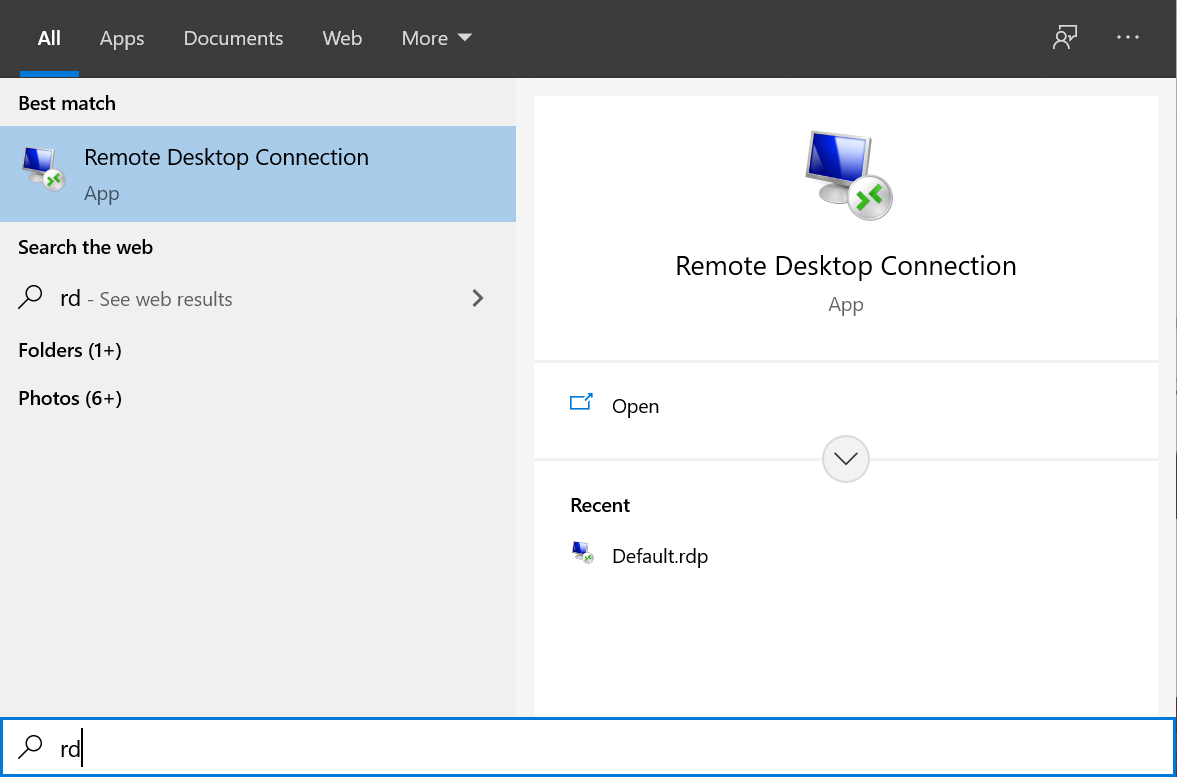 All Apps Documents Web More
Best match
Remote Desktop Connection
App
Search the web
rd - See web results
Folders (1+)
Photos (6+)
Remote Desktop Connection
App
Open
Recent
Default.rdp
rd